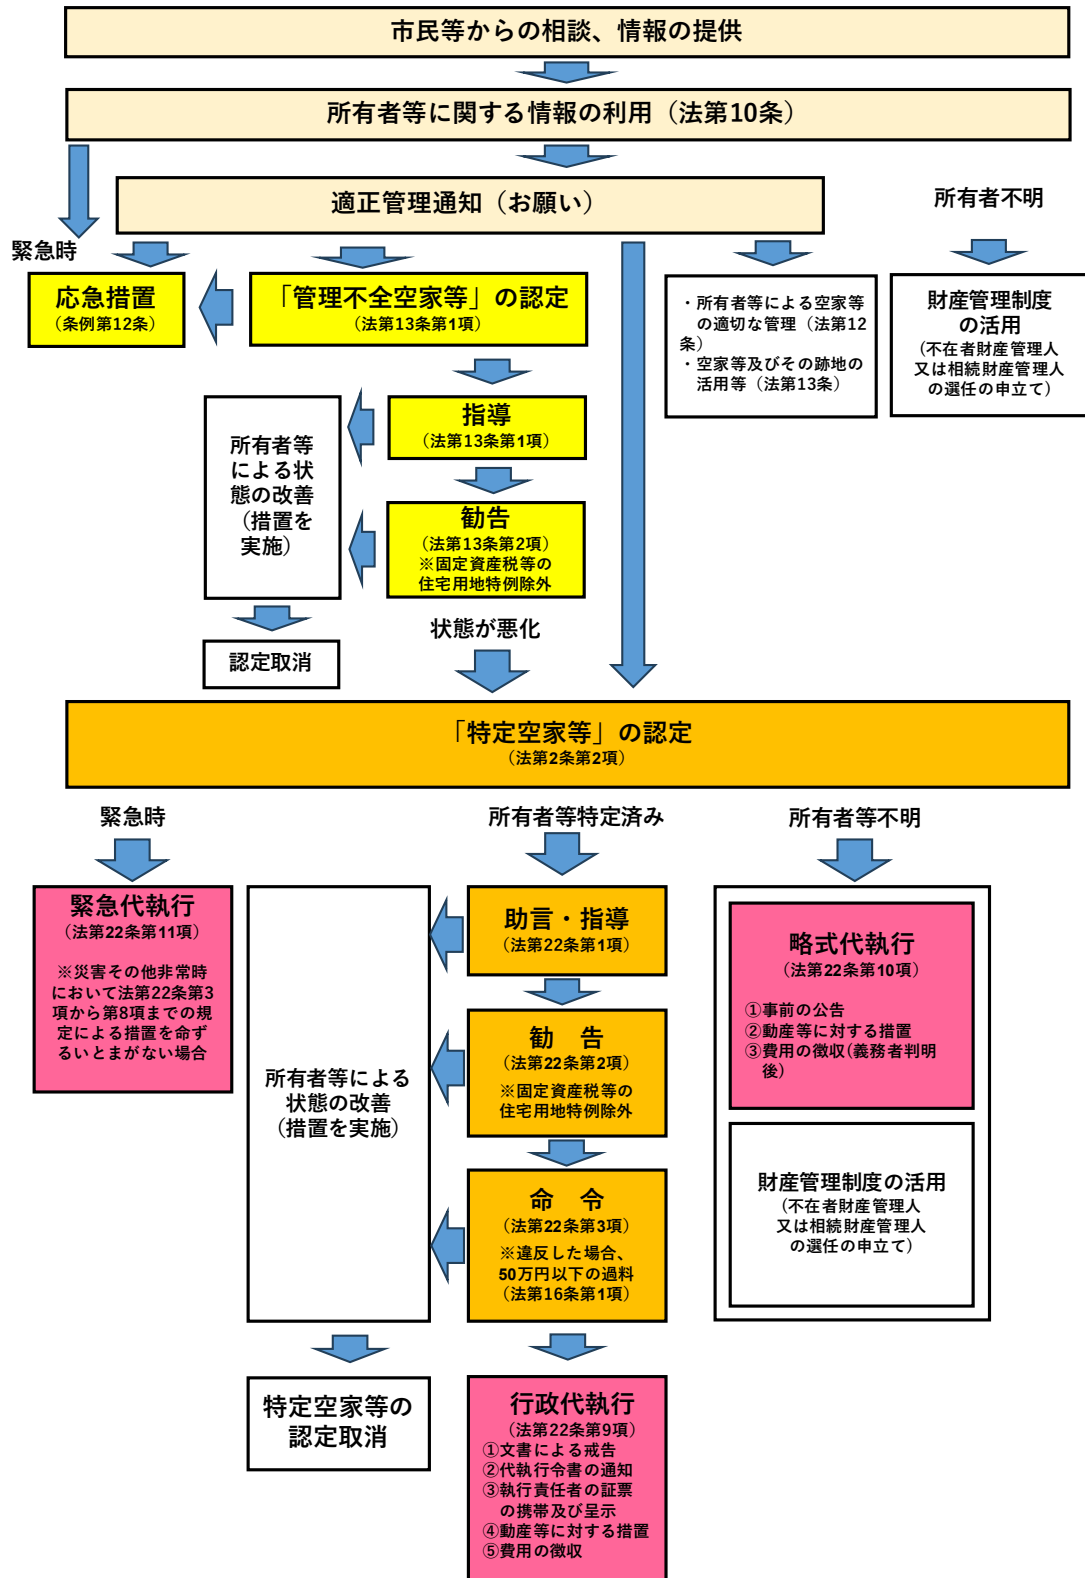 市民等からの相談、情報の提供
所有者等に関する情報の利用（法第10条）
適正管理通知（お願い）
所有者不明
緊急時
応急措置
（条例第12条）
「管理不全空家等」の認定
（法第13条第1項）
・所有者等による空家等
の適切な管理（法第12
条）
・空家等及びその跡地の
活用等（法第13条）
財産管理制度
の活用
（不在者財産管理人
又は相続財産管理人
の選任の申立て）
指導
（法第13条第1項）
所有者等
による状
態の改善
（措置を
実施）
勧告
（法第13条第2項）
※固定資産税等の
住宅用地特例除外
状態が悪化
認定取消
「特定空家等」の認定
（法第2条第2項）
緊急時
所有者等特定済み
所有者等不明
緊急代執行
（法第22条第11項）
※災害その他非常時
において法第22条第3
項から第8項までの規
定による措置を命ず
るいとまがない場合
助言・指導
（法第22条第1項）
勧　告
（法第22条第2項）
※固定資産税等の
住宅用地特例除外
所有者等による
状態の改善
（措置を実施）
命　令
（法第22条第3項）
※違反した場合、
50万円以下の過料
（法第16条第1項）
略式代執行
（法第22条第10項）
①事前の公告
②動産等に対する措置
③費用の徴収(義務者判明
後)
財産管理制度の活用
（不在者財産管理人
又は相続財産管理人
の選任の申立て）
特定空家等の
認定取消
行政代執行
（法第22条第9項）
①文書による戒告
②代執行令書の通知
③執行責任者の証票
の携帯及び呈示
④動産等に対する措置
⑤費用の徴収